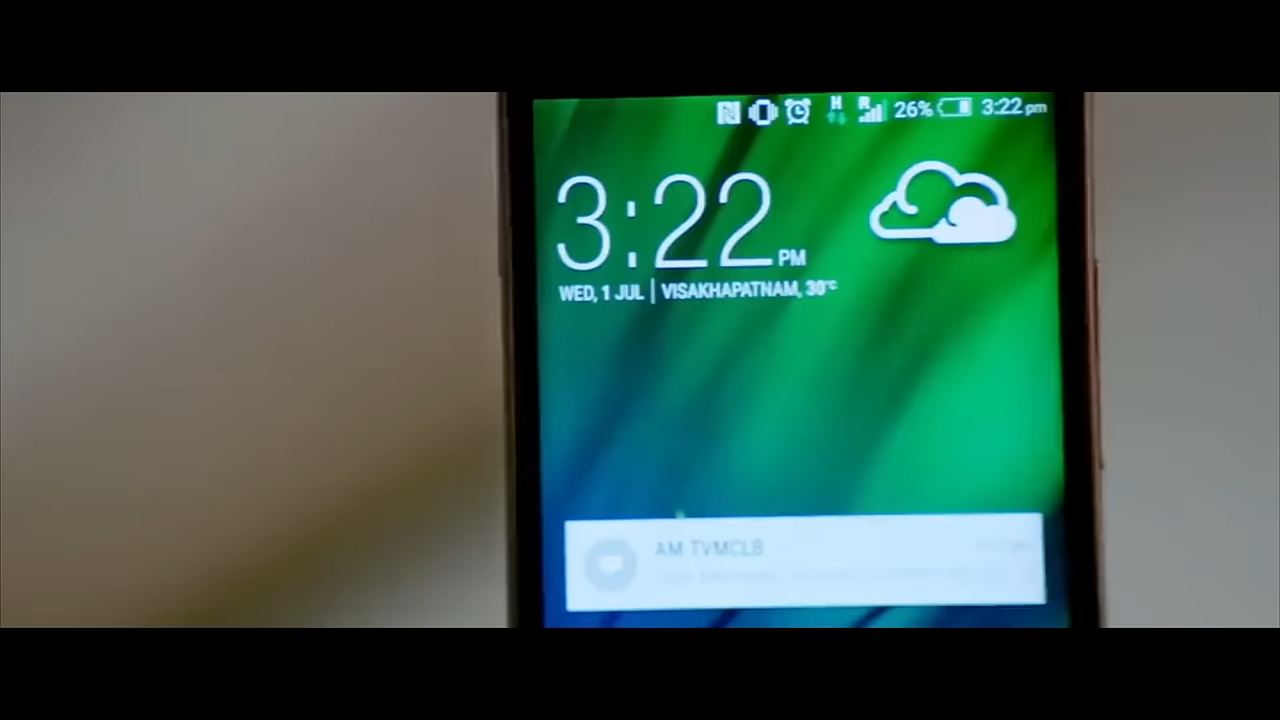 H R 26% 3:22 pm
3:22 PM
WED, 1 JUL | VISAKHAPATNAM, 30°C
AM-TVMCLB